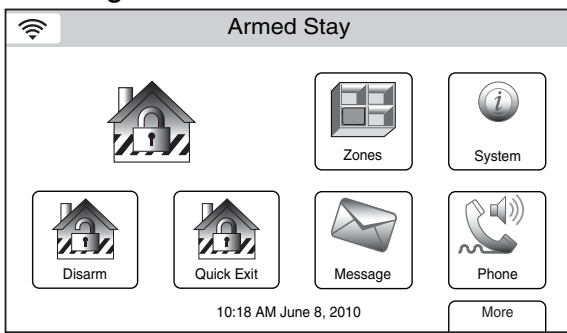 Armed Stay
Zones
System
Disarm
Quick Exit
Message
Phone
10:18 AM June 8, 2010
More